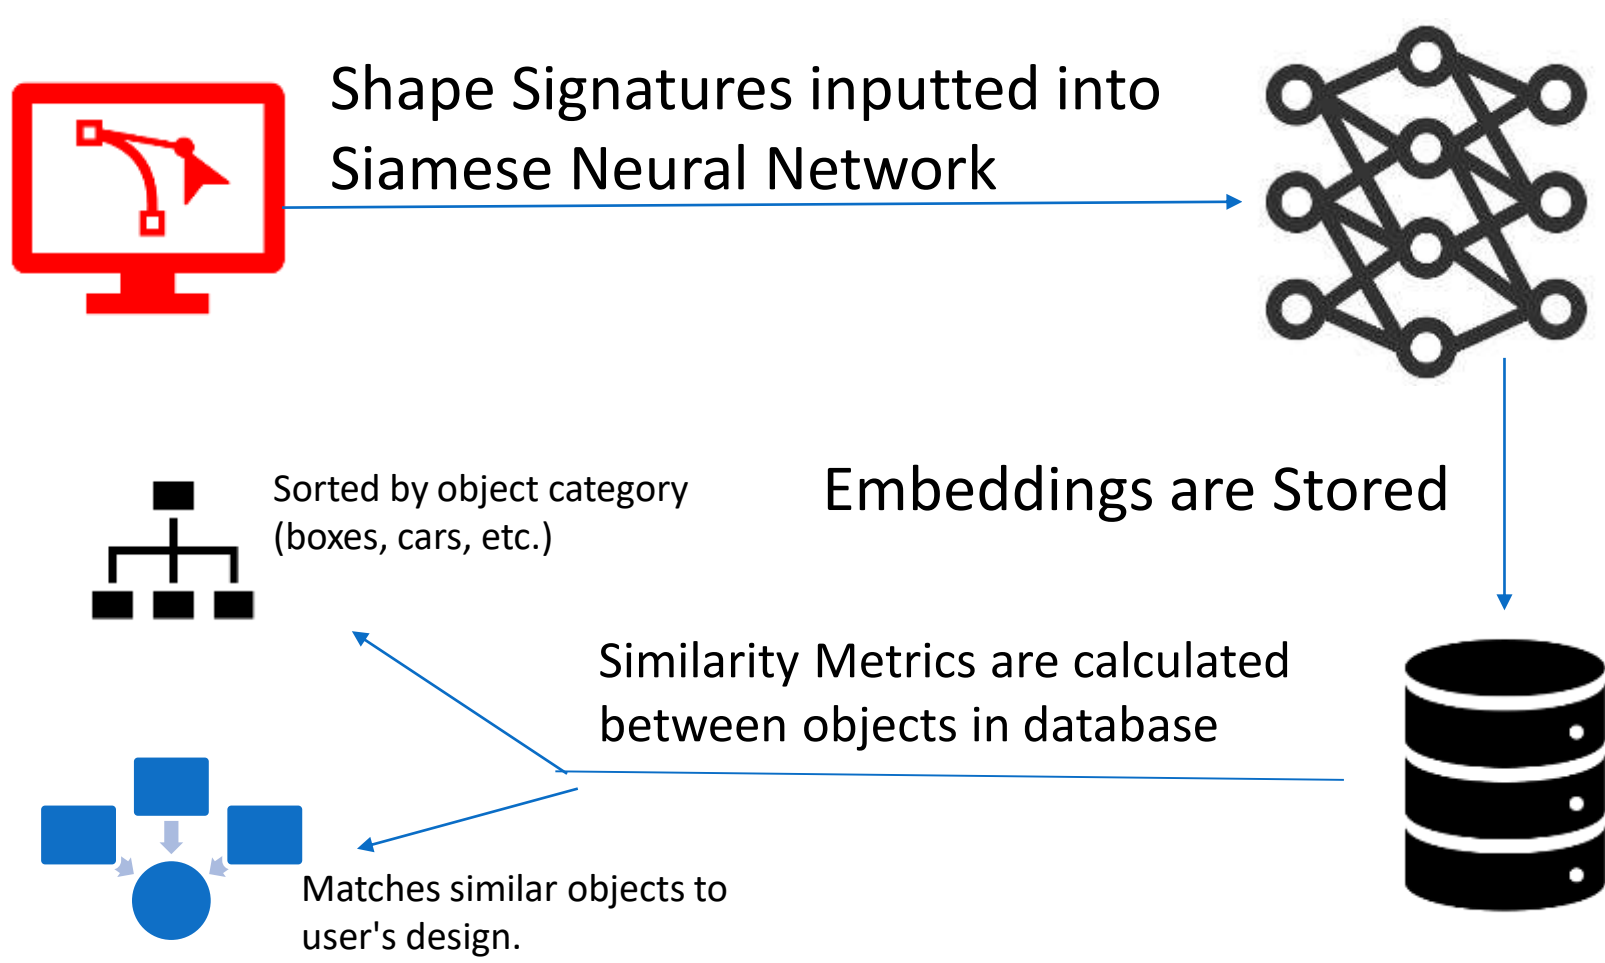 Shape Signatures inputted into
Siamese Neural Network
Sorted by object category
(boxes, cars, etc.)
Embeddings are Stored
Similarity Metrics are calculated
between objects in database
Matches similar objects to
user's design.